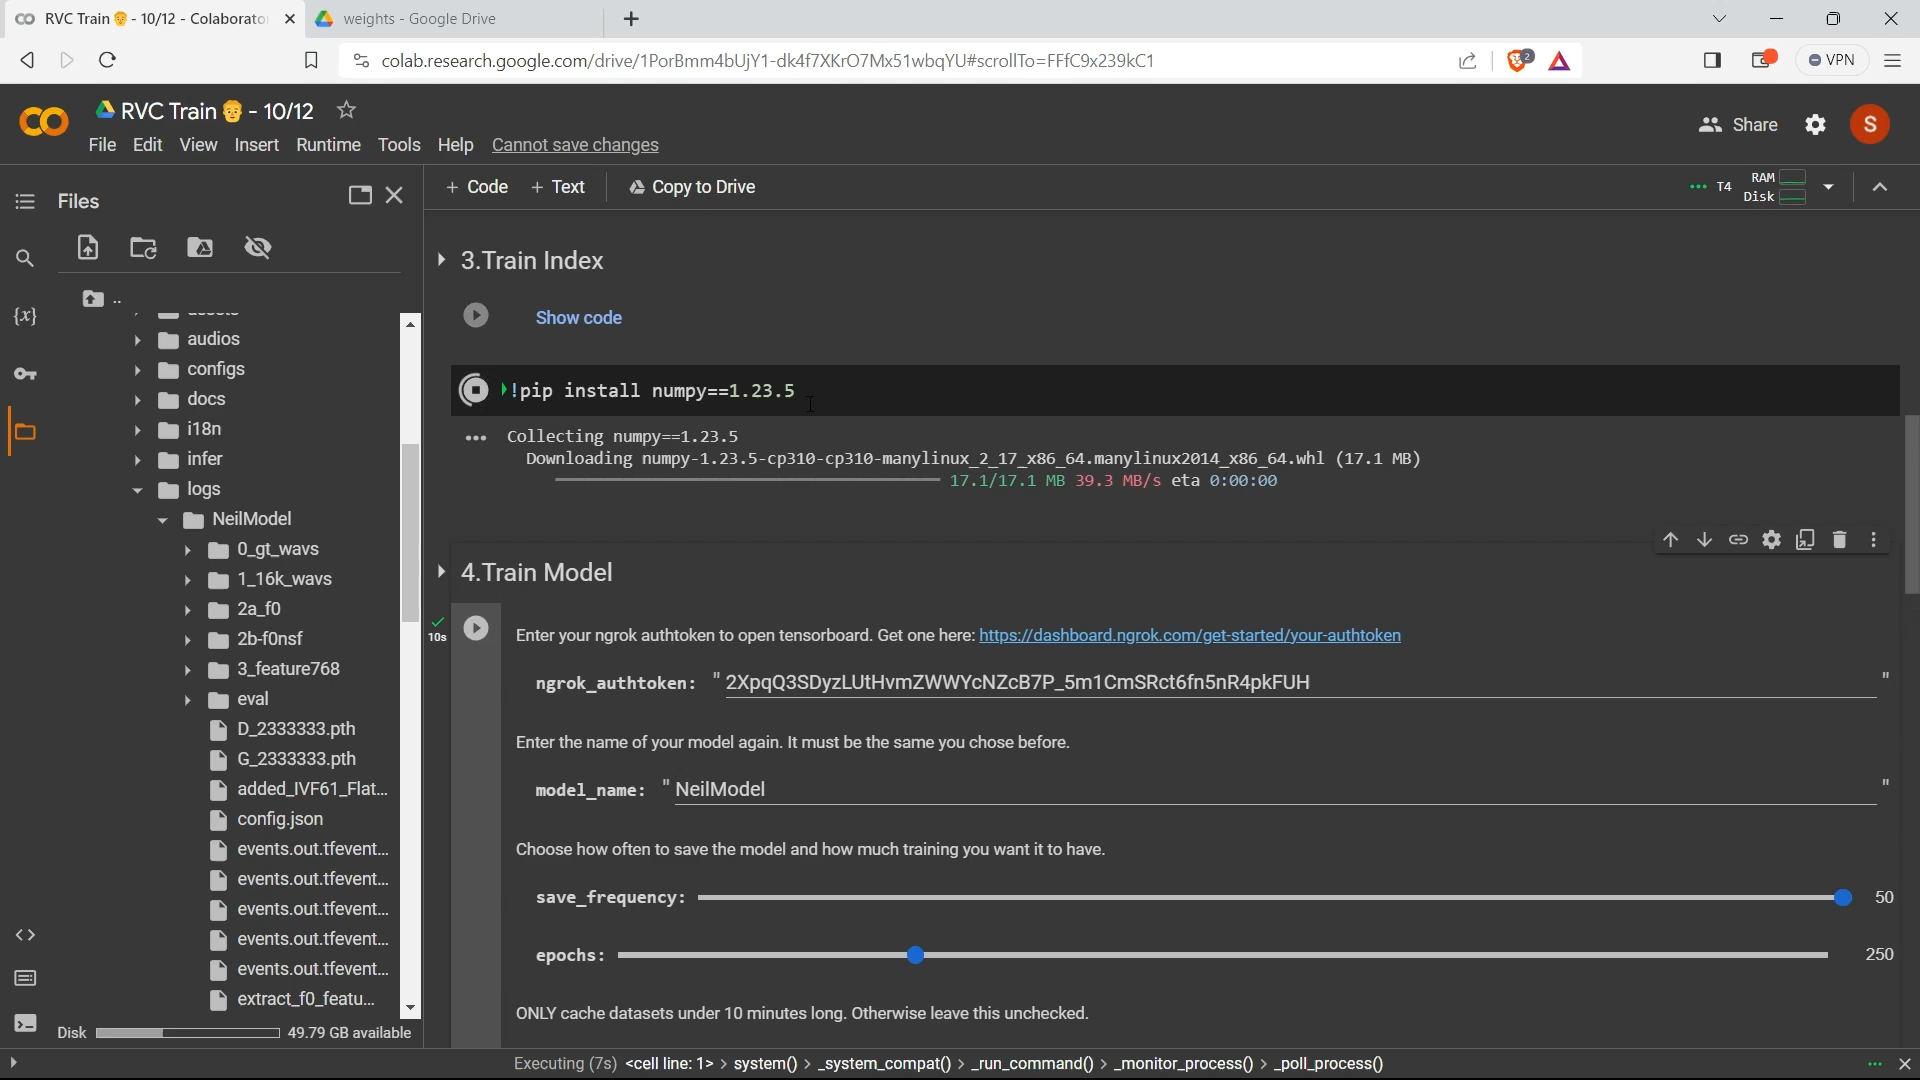 RVC Train - 10/12 - Colaborato
weights - Google Drive
colab.research.google.com/drive/1PorBmm4bUjY1-dk4f7XKrO7Mx51wbqYU#scrollTo=FFfC9x239kC1
2
VPN
RVC Train - 10/12
File Edit View Insert Runtime Tools Help Cannot save changes
Share
S
Files
+ Code + Text Copy to Drive
T4 RAM
Disk
..
audios
configs
docs
i18n
infer
logs
NeilModel
0_gt_wavs
1_16k_wavs
2a_f0
2b-f0nsf
3_feature768
eval
D_2333333.pth
G_2333333.pth
added_IVF61_Flat...
config.json
events.out.tfevent...
events.out.tfevent...
events.out.tfevent...
events.out.tfevent...
events.out.tfevent...
extract_f0_featu...
Disk 49.79 GB available
3.Train Index
Show code
!pip install numpy==1.23.5
Collecting numpy==1.23.5
Downloading numpy-1.23.5-cp310-cp310-manylinux_2_17_x86_64.manylinux2014_x86_64.whl (17.1 MB)
17.1/17.1 MB 39.3 MB/s eta 0:00:00
4.Train Model
10s
Enter your ngrok authtoken to open tensorboard. Get one here: https://dashboard.ngrok.com/get-started/your-authtoken
ngrok_authtoken: "2XpqQ3SDyzLUtHvmZWWYcNZcB7P_5m1CmSRct6fn5nR4pkFUH"
Enter the name of your model again. It must be the same you chose before.
model_name: "NeilModel"
Choose how often to save the model and how much training you want it to have.
save_frequency: 50
epochs: 250
ONLY cache datasets under 10 minutes long. Otherwise leave this unchecked.
Executing (7s) <cell line: 1> > system() > _system_compat() > _run_command() > _monitor_process() > _poll_process()